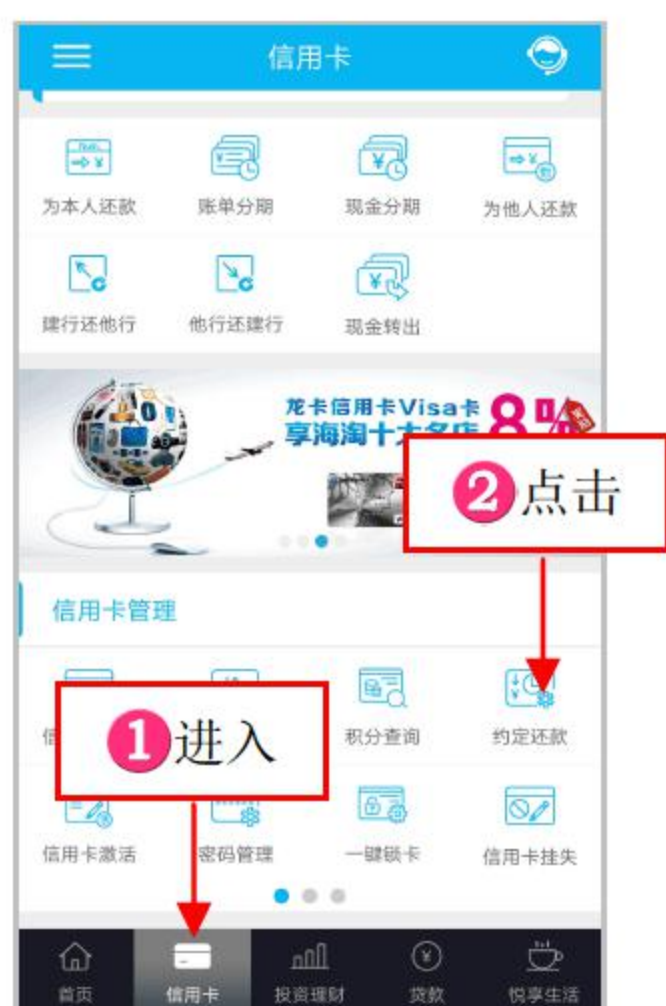 信用卡
为本人还款 账单分期 现金分期 为他人还款
建行还他行 他行还建行 现金转出
龙卡信用卡Visa卡 8%
享海淘十大名店
❷点击
信用卡管理
❶进入
积分查询 约定还款
信用卡激活 密码管理 一键锁卡 信用卡挂失
首页 信用卡 投资理财 贷款 悦享生活